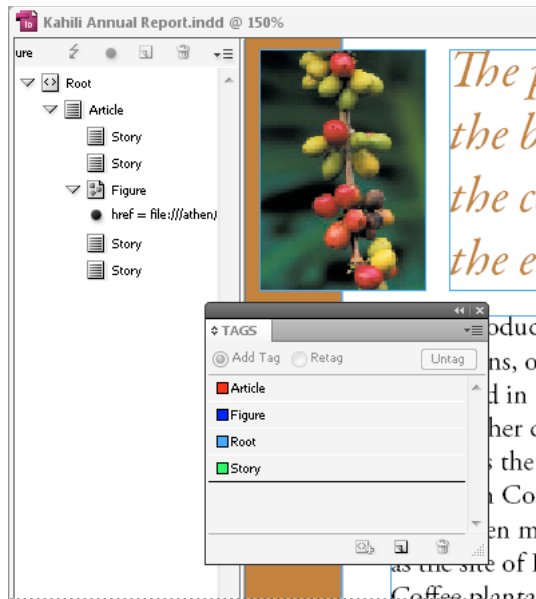 Kahili Annual Report.indd @ 150%
ure
Root
Article
Story
Story
Figure
href = file:///athen/
Story
Story
The p
the b
the c
the e
TAGS
Add Tag Retag Untag
Article
Figure
Root
Story
oduc
ns, o
d in
her c
s the
Co
en m
as the site of
Coffee planta